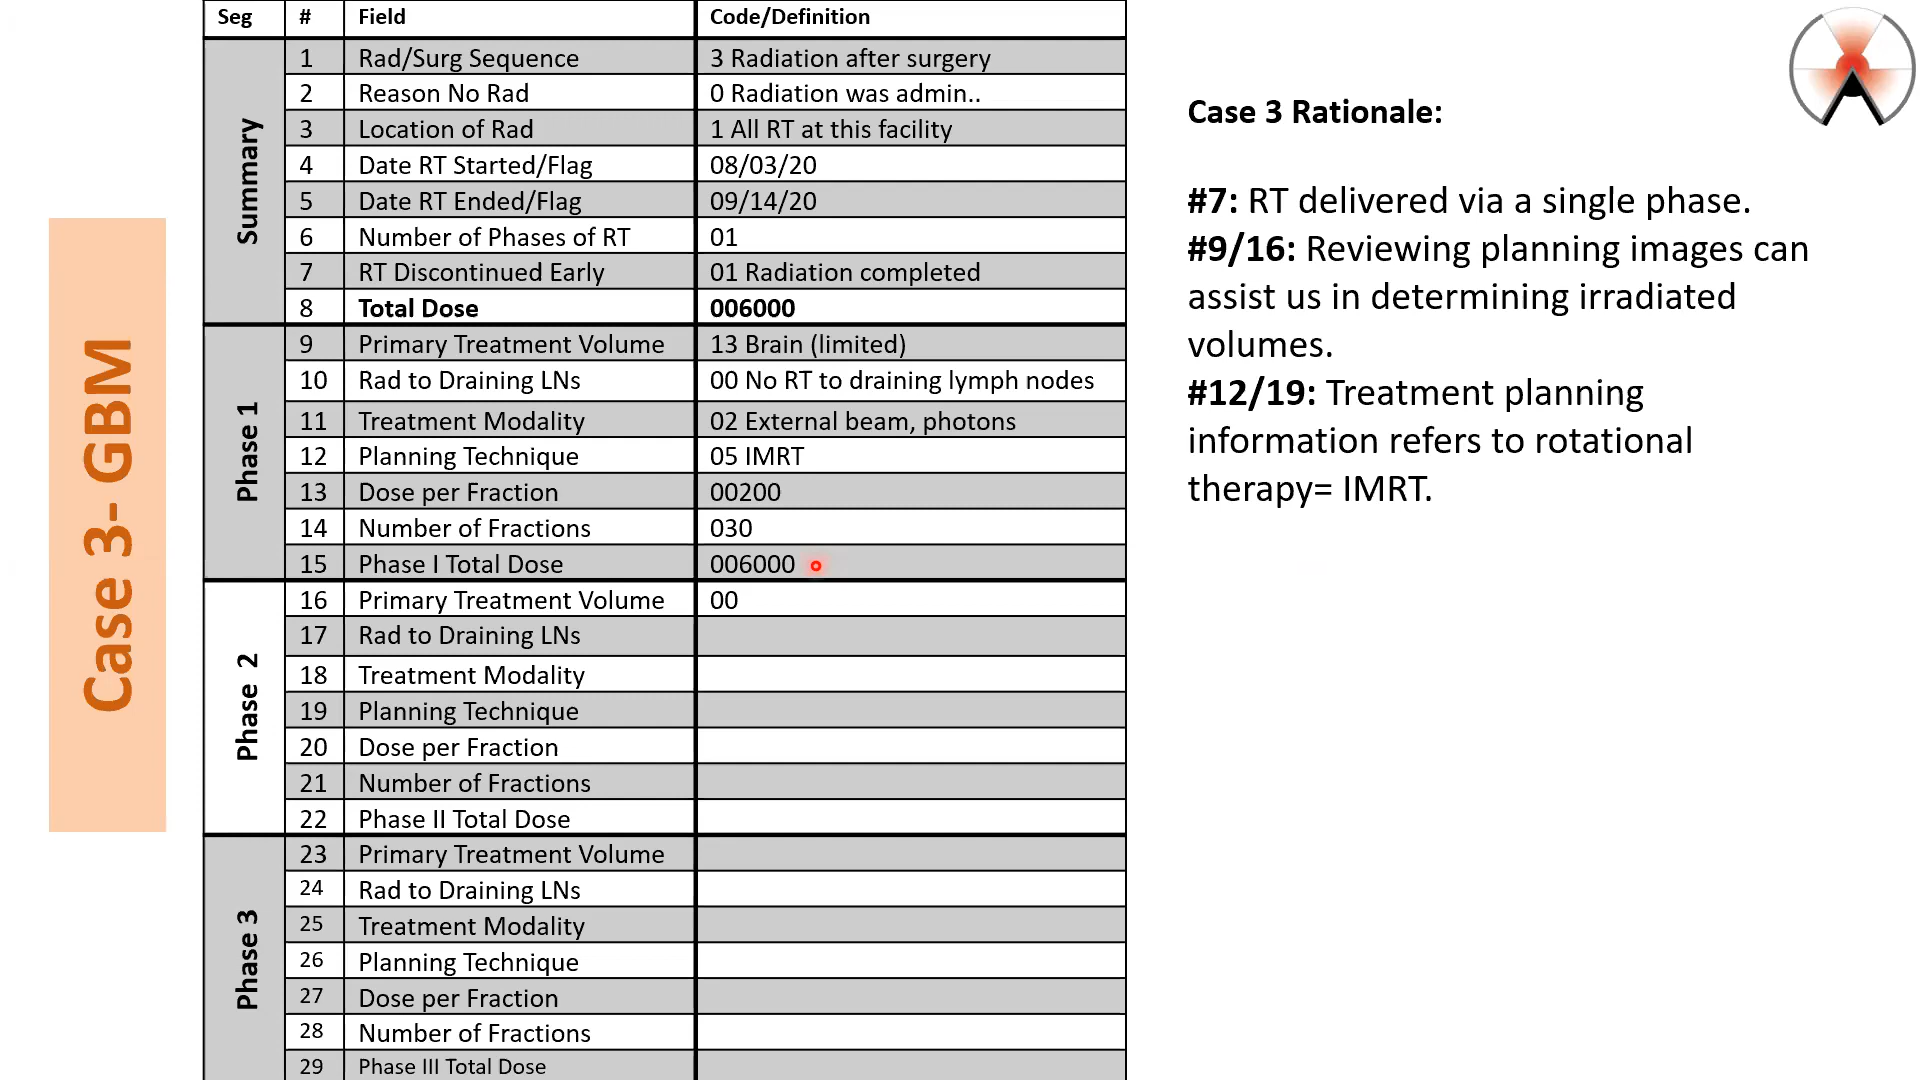 Case 3- GBM
Seg # Field Code/Definition
Summary
1 Rad/Surg Sequence 3 Radiation after surgery
2 Reason No Rad 0 Radiation was admin..
3 Location of Rad 1 All RT at this facility
4 Date RT Started/Flag 08/03/20
5 Date RT Ended/Flag 09/14/20
6 Number of Phases of RT 01
7 RT Discontinued Early 01 Radiation completed
8 Total Dose 006000
Phase 1
9 Primary Treatment Volume 13 Brain (limited)
10 Rad to Draining LNs 00 No RT to draining lymph nodes
11 Treatment Modality 02 External beam, photons
12 Planning Technique 05 IMRT
13 Dose per Fraction 00200
14 Number of Fractions 030
15 Phase I Total Dose 006000
Phase 2
16 Primary Treatment Volume 00
17 Rad to Draining LNs
18 Treatment Modality
19 Planning Technique
20 Dose per Fraction
21 Number of Fractions
22 Phase II Total Dose
Phase 3
23 Primary Treatment Volume
24 Rad to Draining LNs
25 Treatment Modality
26 Planning Technique
27 Dose per Fraction
28 Number of Fractions
29 Phase III Total Dose
Case 3 Rationale:
#7: RT delivered via a single phase.
#9/16: Reviewing planning images can
assist us in determining irradiated
volumes.
#12/19: Treatment planning
information refers to rotational
therapy= IMRT.